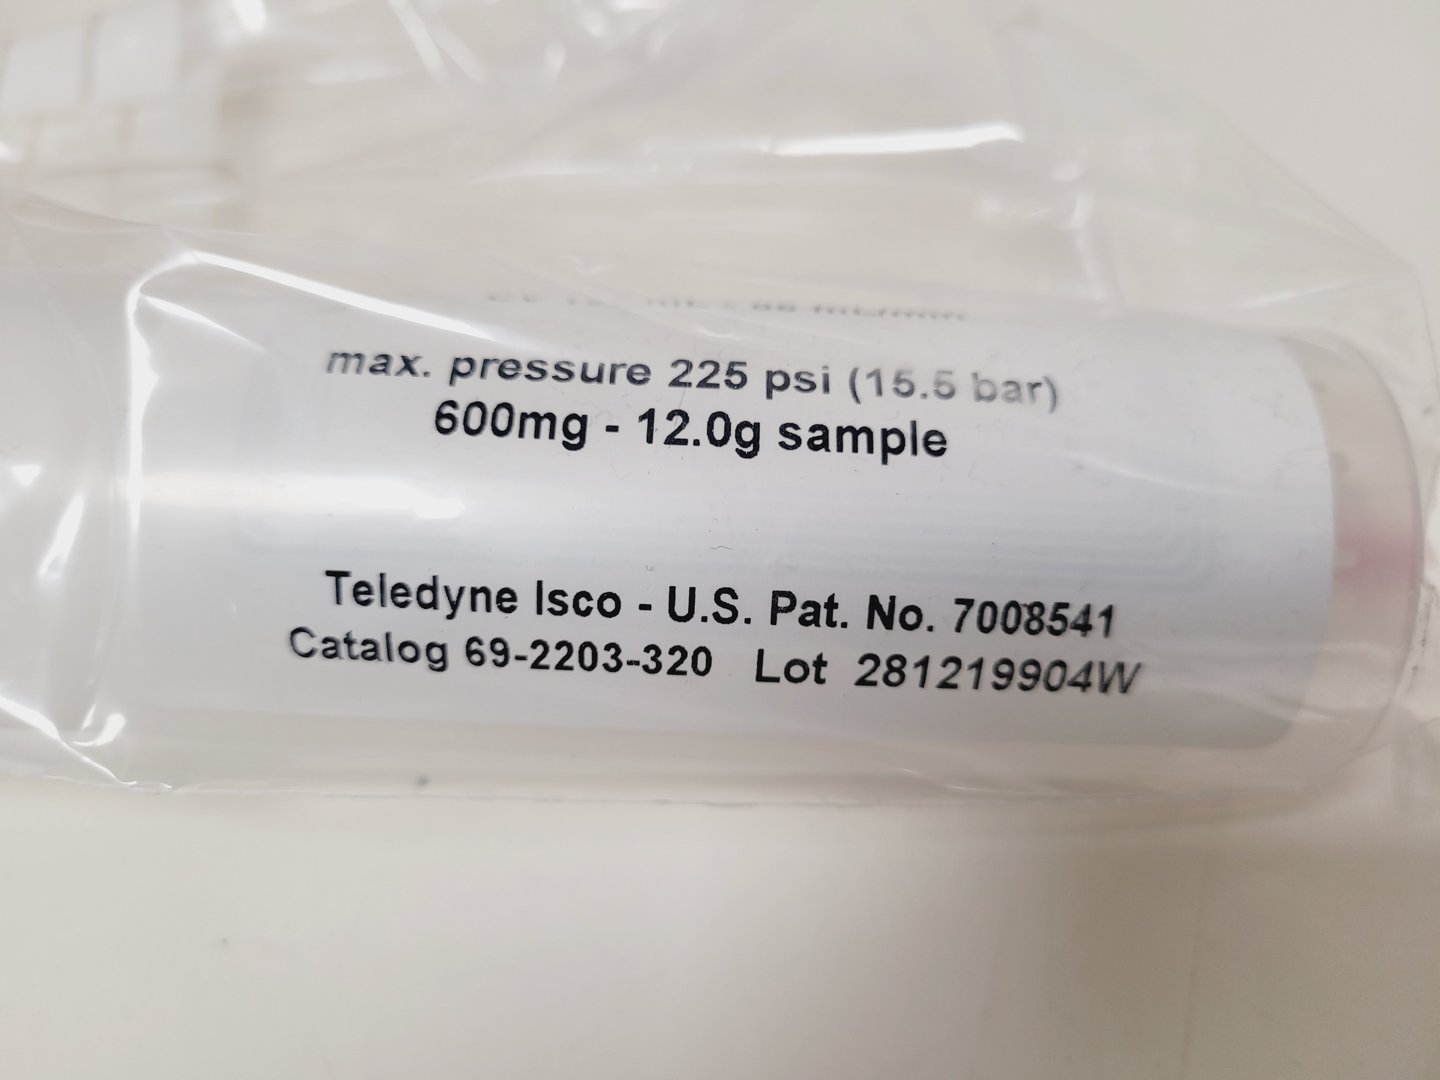 max. pressure 225 psi (15.5 bar)
600mg - 12.0g sample
Teledyne Isco - U.S. Pat. No. 7008541
Catalog 69-2203-320 Lot 281219904W